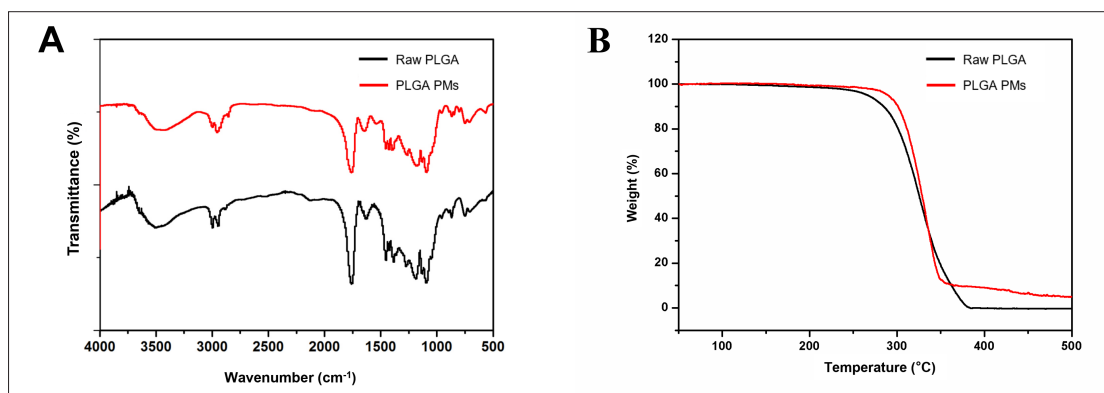 A
Raw PLGA
PLGA PMs
Transmittance (%)
4000 3500 3000 2500 2000 1500 1000 500
Wavenumber (cm-1)
B
120
100
80
60
40
20
0
Raw PLGA
PLGA PMs
Weight (%)
100 200 300 400 500
Temperature (°C)